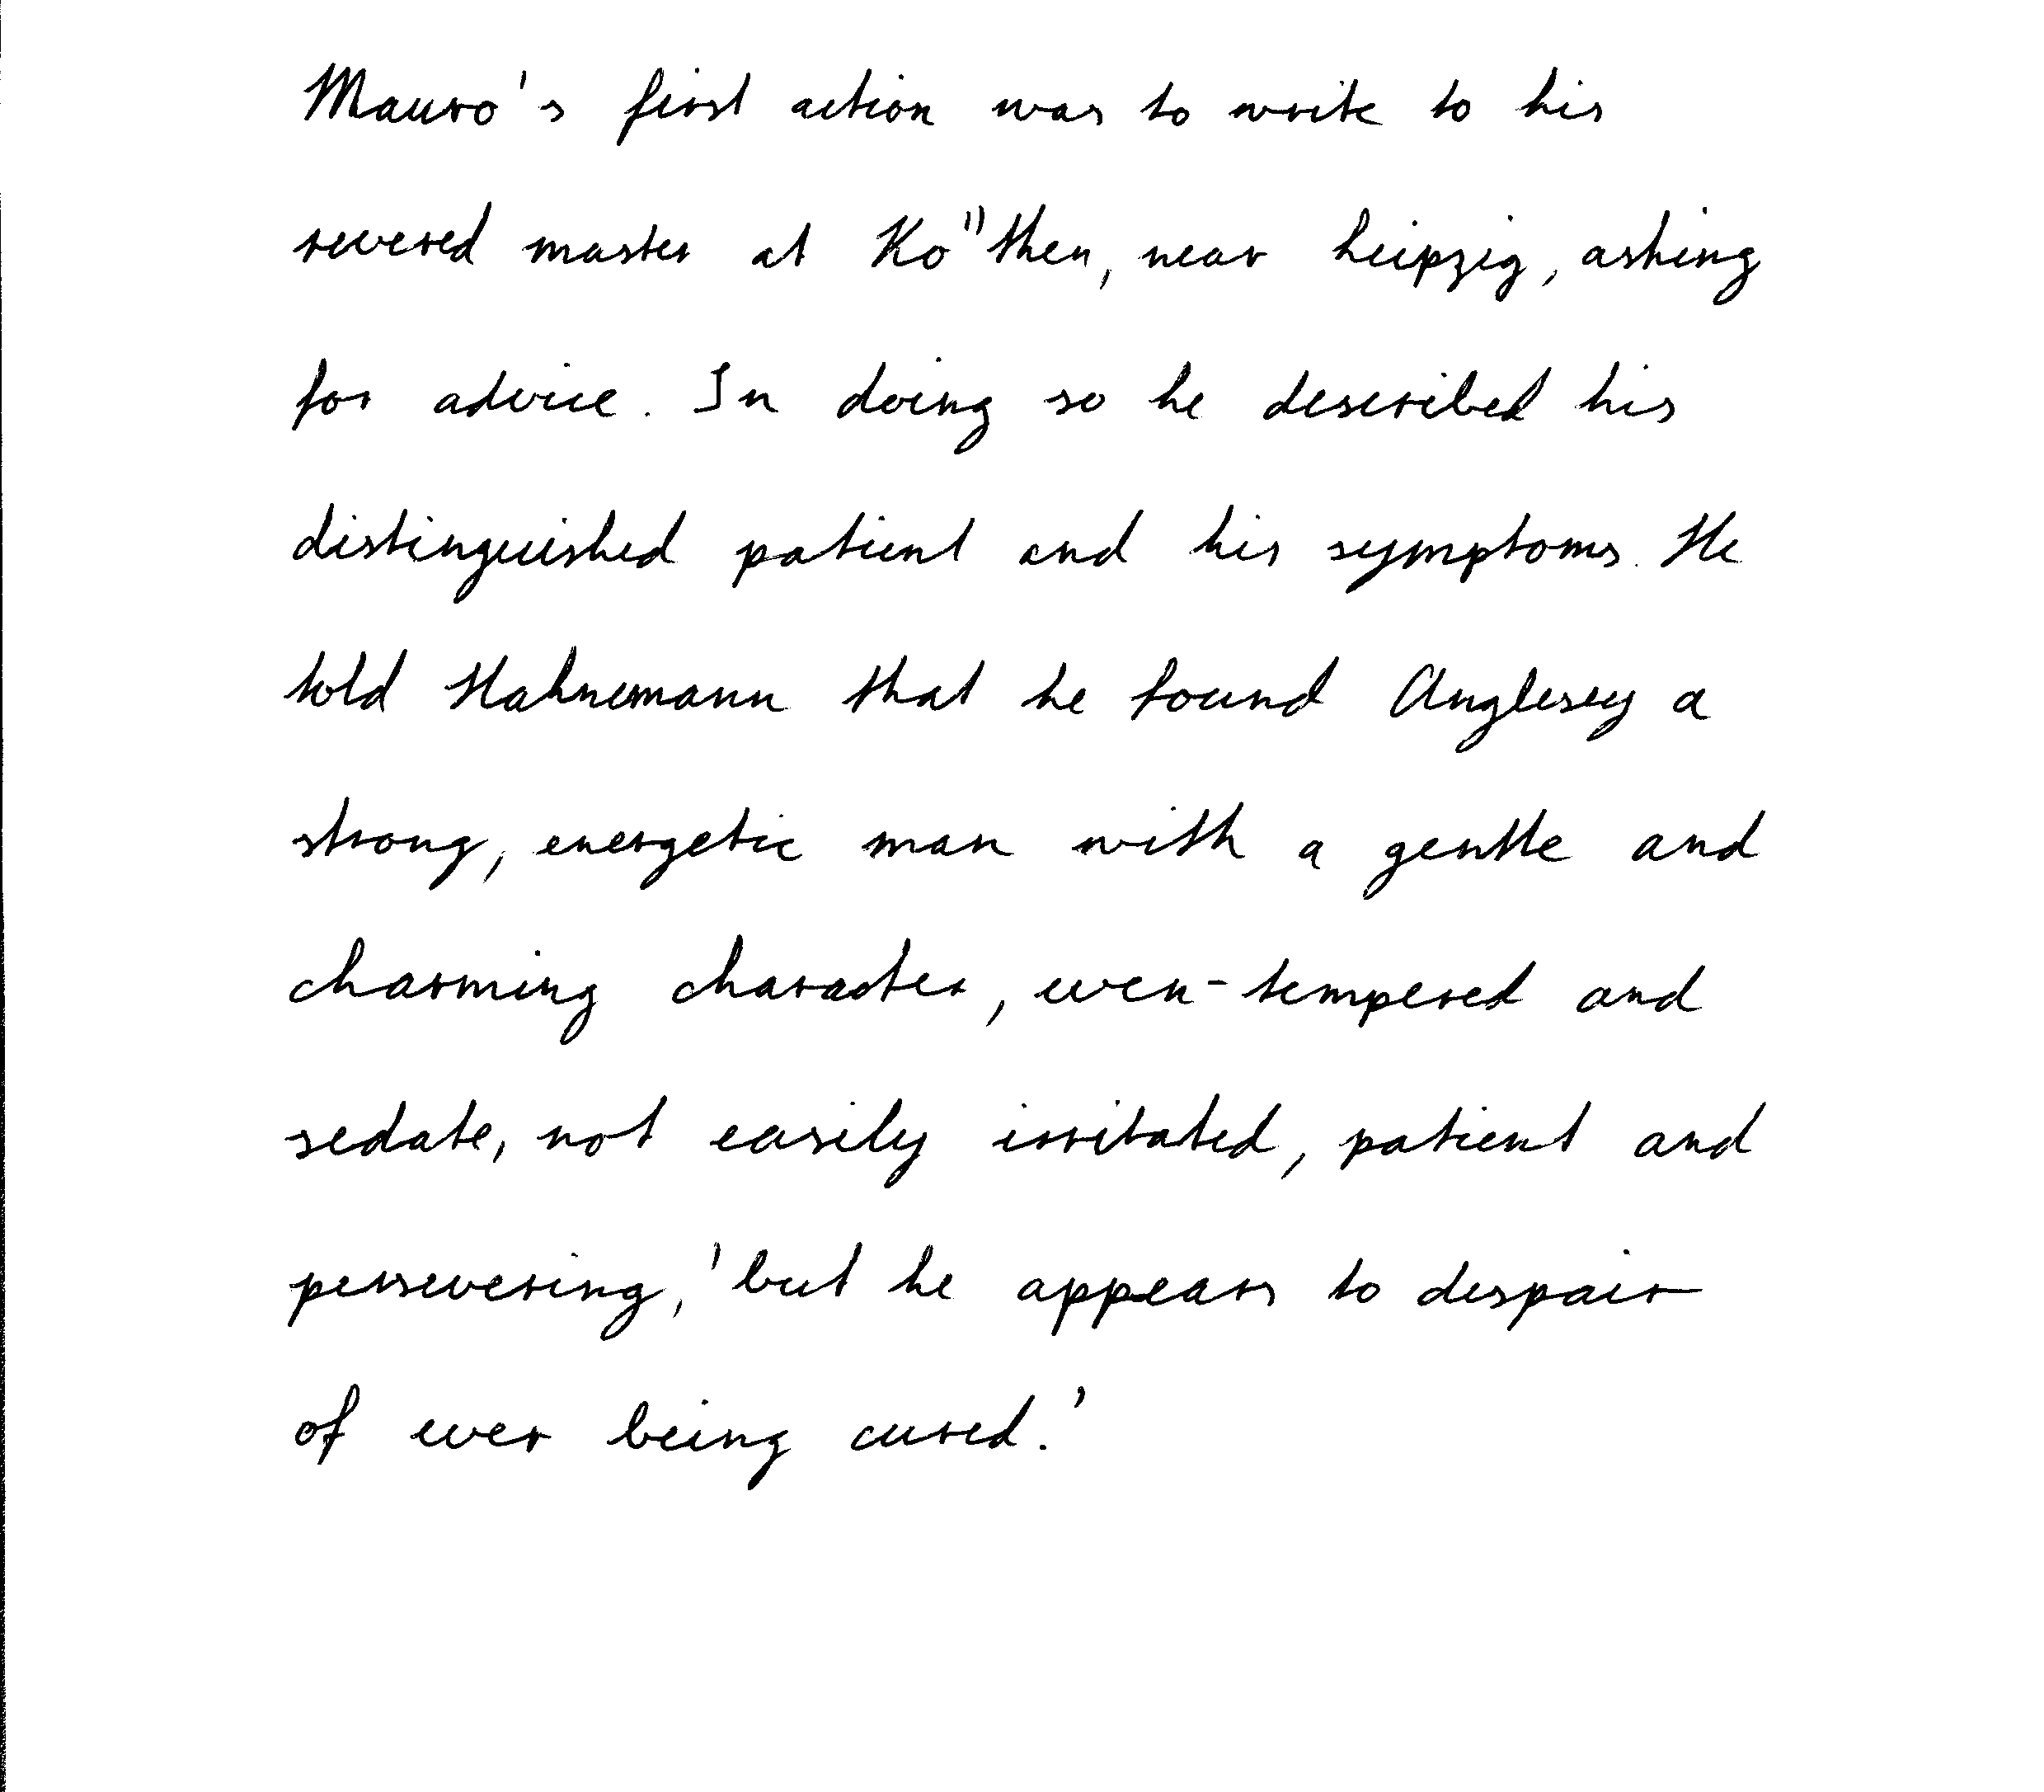 Mauro's first action was to write to his
revered master at Ko"then, near Leipzig, asking
for advice. In doing so he described his
distinguished patient and his symptoms. He
told Hahnemann that he found Anglesey a
strong, energetic man with a gentle and
charming character, even-tempered and
sedate, not easily irritated, patient and
persevering, 'but he appears to despair
of ever being cured.'